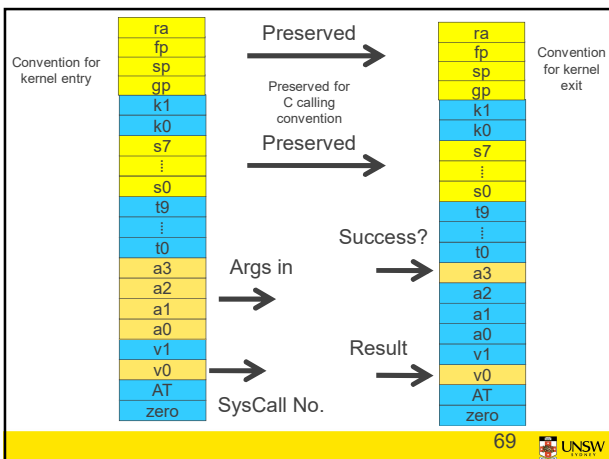 Convention for
kernel entry
ra
fp
sp
gp
k1
k0
s7
⋮
s0
t9
⋮
t0
a3
a2
a1
a0
v1
v0
AT
zero
Preserved
Preserved for
C calling
convention
Preserved
Args in
SysCall No.
Success?
Result
ra
fp
sp
gp
k1
k0
s7
⋮
s0
t9
⋮
t0
a3
a2
a1
a0
v1
v0
AT
zero
Convention
for kernel
exit
69
UNSW
SYDNEY